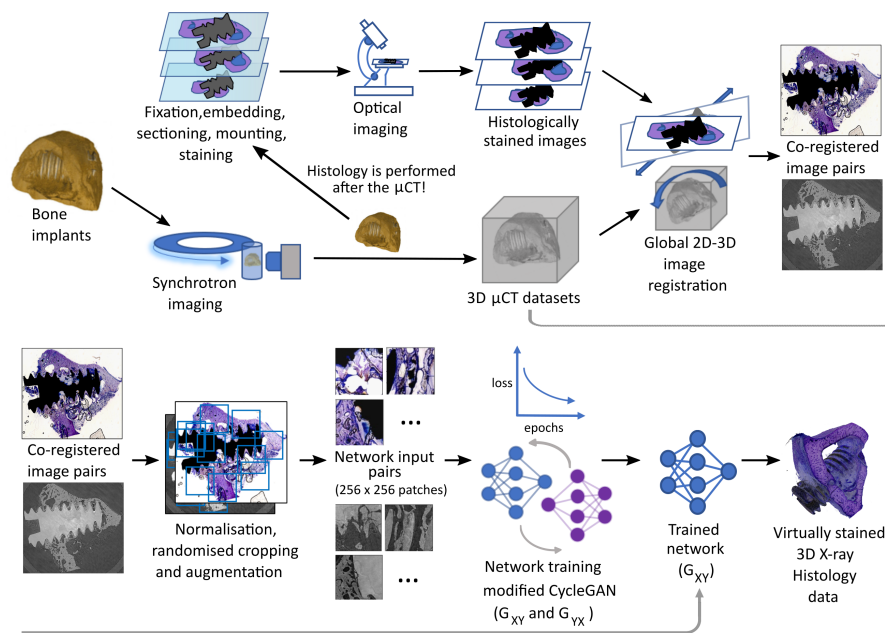 Fixation,embedding,
sectioning, mounting,
staining
Optical
imaging
Histologically
stained images
Co-registered
image pairs
Histology is performed
after the μCT!
Bone
implants
Synchrotron
imaging
3D μCT datasets
Global 2D-3D
image
registration
Co-registered
image pairs
Normalisation,
randomised cropping
and augmentation
Network input
pairs
(256 x 256 patches)
loss
epochs
Network training
modified CycleGAN
(G XY and G YX )
Trained
network
(GXY)
Virtually stained
3D X-ray
Histology
data